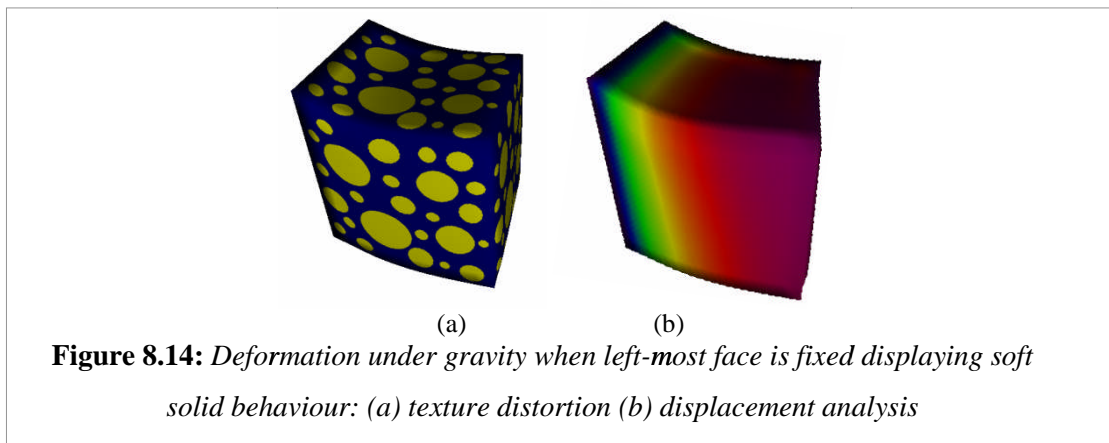 (a) (b)
Figure 8.14: Deformation under gravity when left-most face is fixed displaying soft
solid behaviour: (a) texture distortion (b) displacement analysis